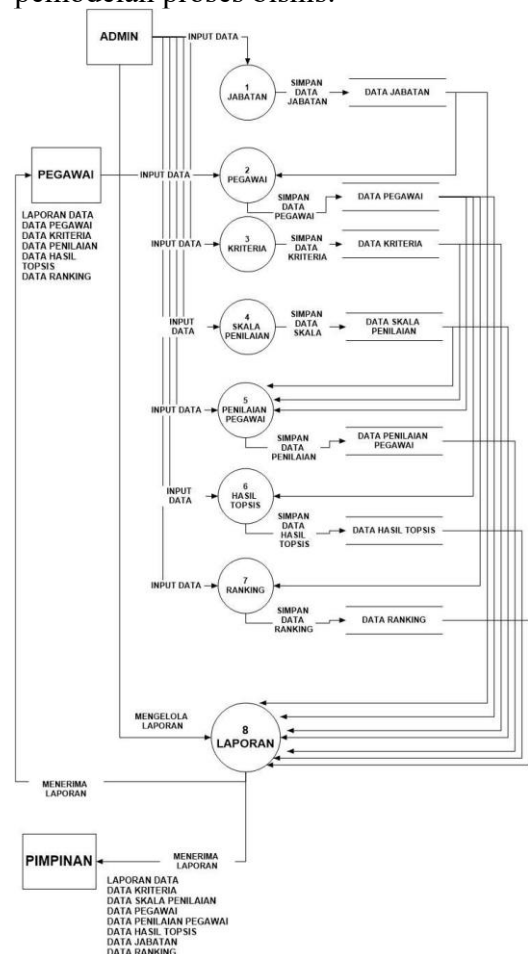 pemodelan proses bisnis.
ADMIN
INPUT DATA
1
JABATAN
SIMPAN
DATA
JABATAN
DATA JABATAN
PEGAWAI
INPUT DATA
2
PEGAWAI
SIMPAN
DATA
PEGAWAI
DATA PEGAWAI
LAPORAN DATA
DATA PEGAWAI
DATA KRITERIA
DATA PENILAIAN
DATA HASIL
TOPSIS
DATA RANKING
INPUT DATA
3
KRITERIA
SIMPAN
DATA
KRITERIA
DATA KRITERIA
INPUT
DATA
4
SKALA
PENILAIAN
SIMPAN
DATA
SKALA
DATA SKALA
PENILAIAN
INPUT DATA
5
PENILAIAN
PEGAWAI
SIMPAN
DATA
PENILAIAN
DATA PENILAIAN
PEGAWAI
INPUT
DATA
6
HASIL
TOPSIS
SIMPAN
DATA
HASIL
TOPSIS
DATA HASIL TOPSIS
INPUT DATA
7
RANKING
SIMPAN
DATA
RANKING
DATA RANKING
MENGELOLA
LAPORAN
8
LAPORAN
MENERIMA
LAPORAN
PIMPINAN
MENERIMA
LAPORAN
LAPORAN DATA
DATA KRITERIA
DATA SKALA PENILAIAN
DATA PEGAWAI
DATA PENILAIAN PEGAWAI
DATA HASIL TOPSIS
DATA JABATAN
DATA RANKING